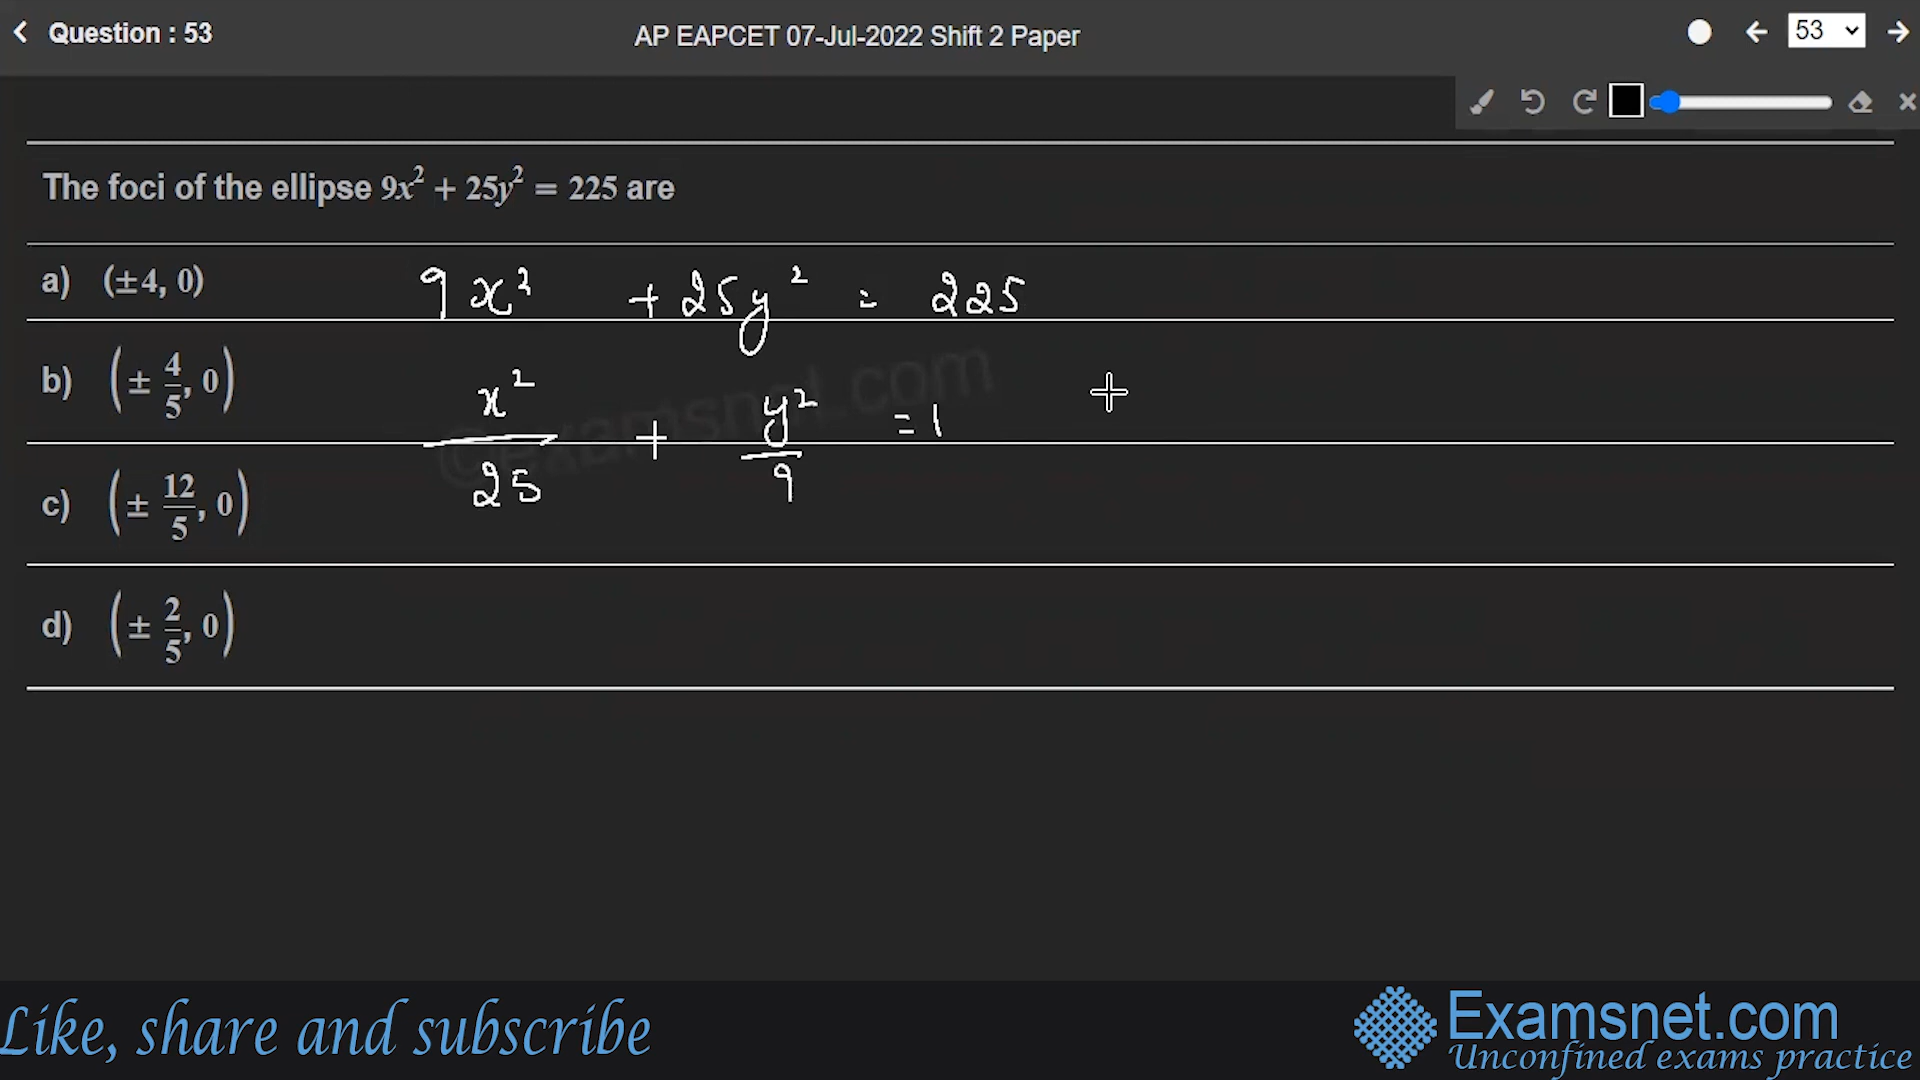 Question : 53
AP EAPCET 07-Jul-2022 Shift 2 Paper
53
The foci of the ellipse 9x² + 25y² = 225 are
a) (±4, 0)
9x² + 25y² = 225
b) (± 4/5, 0)
x²/25 + y²/9 = 1
c) (± 12/5, 0)
d) (± 2/5, 0)
©examsnet.com
Like, share and subscribe
Examsnet.com
Unconfined exams practice